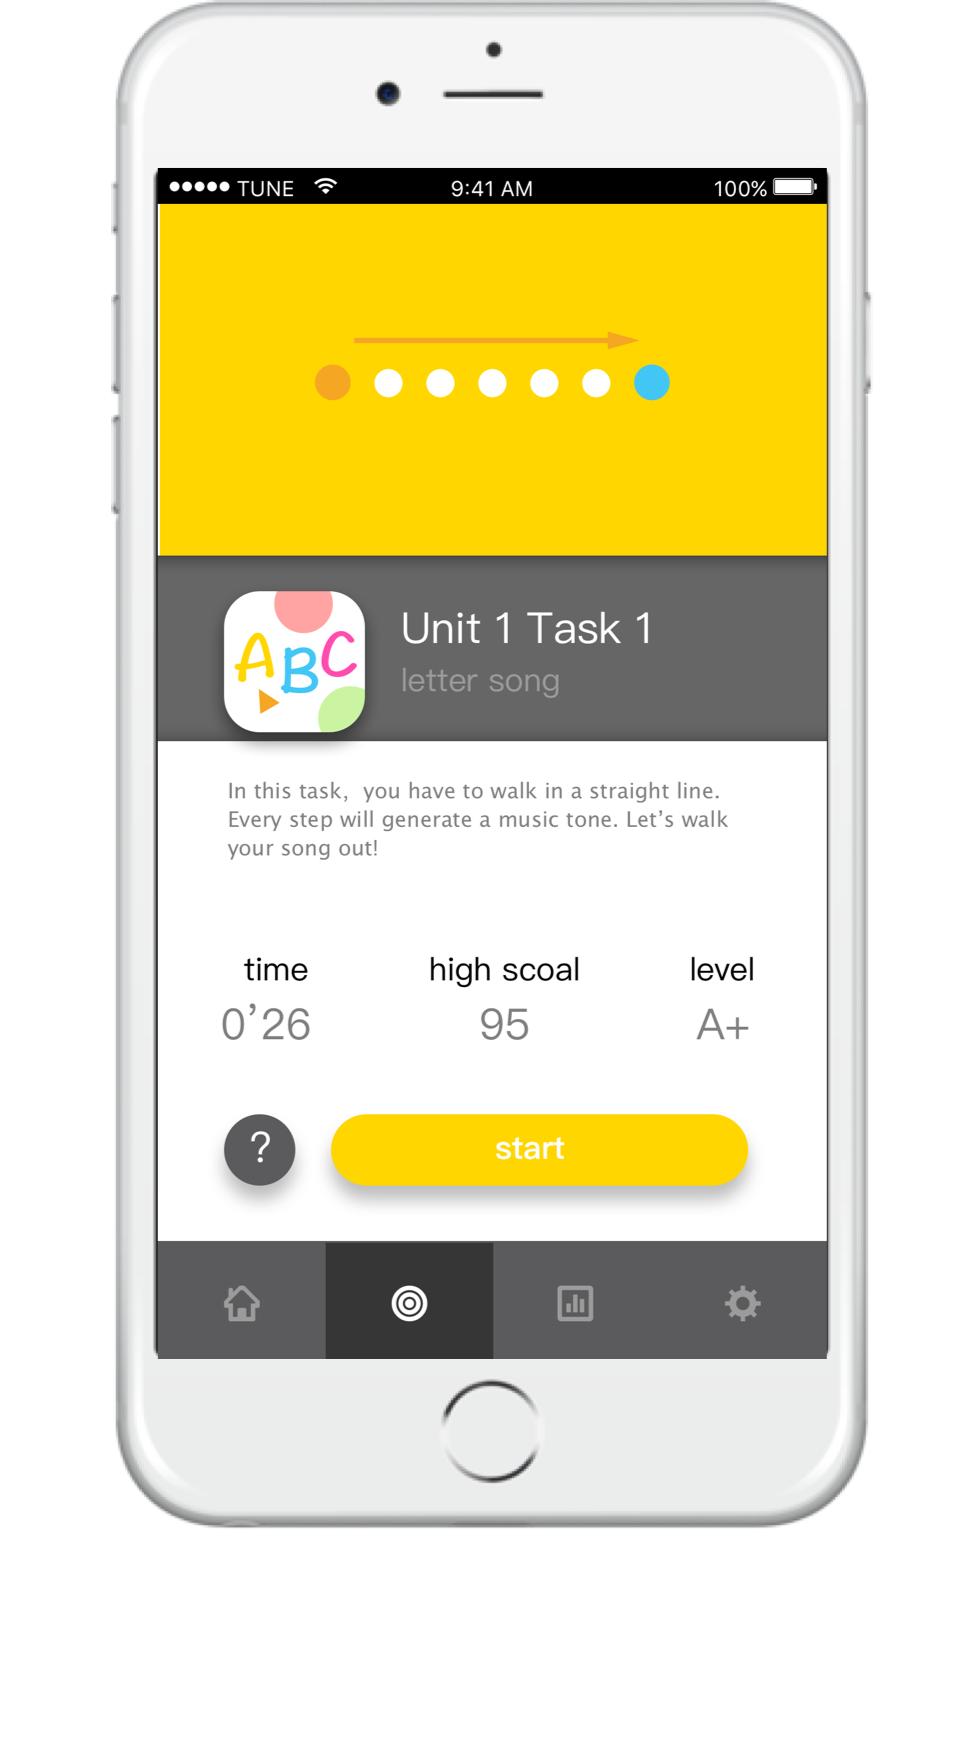 TUNE 9:41 AM 100%
ABC
Unit 1 Task 1
letter song
In this task, you have to walk in a straight line.
Every step will generate a music tone. Let’s walk
your song out!
time high scoal level
0’26 95 A+
? start